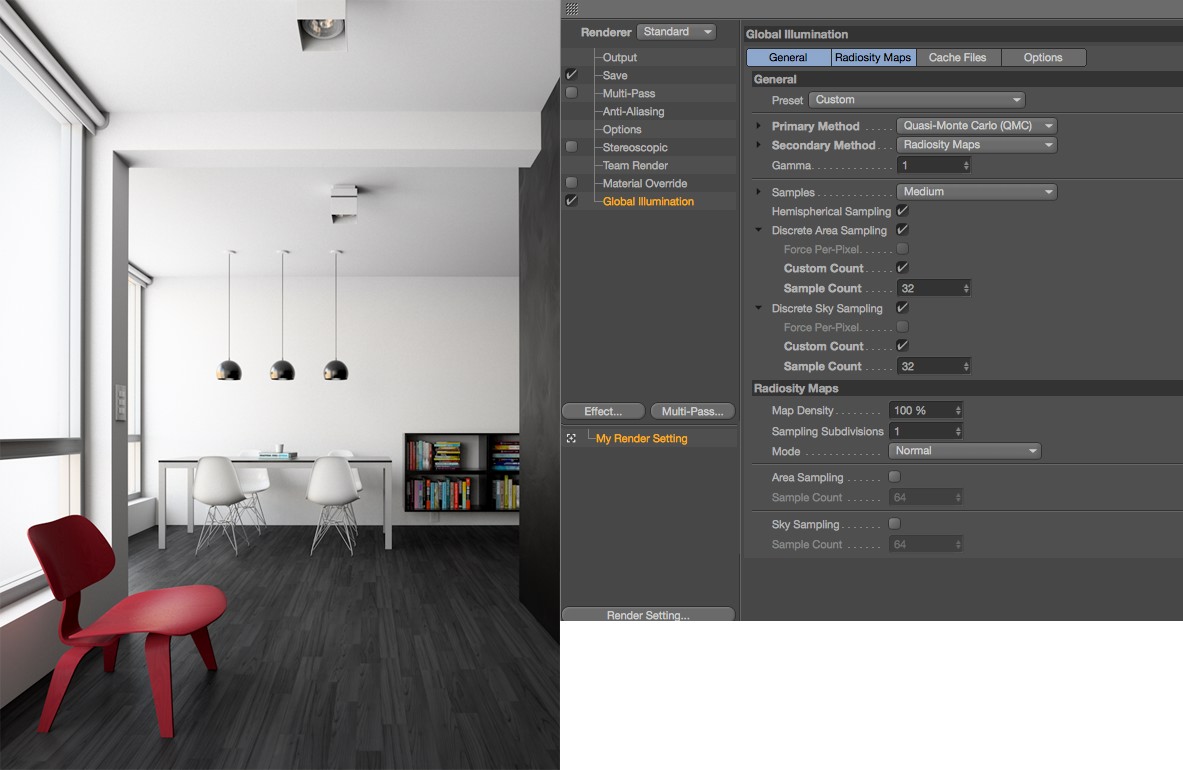 Renderer Standard
Output
Save
Multi-Pass
Anti-Aliasing
Options
Stereoscopic
Team Render
Material Override
Global Illumination
Effect... Multi-Pass...
My Render Setting
Render Setting...
Global Illumination
General Radiosity Maps Cache Files Options
General
Preset Custom
Primary Method . . . . . Quasi-Monte Carlo (QMC)
Secondary Method . . . Radiosity Maps
Gamma. . . . . . . . . . . . 1
Samples . . . . . . . . . . . Medium
Hemispherical Sampling
Discrete Area Sampling
Force Per-Pixel. . . . . .
Custom Count . . . . .
Sample Count . . . . . 32
Discrete Sky Sampling
Force Per-Pixel. . . . . .
Custom Count . . . . .
Sample Count . . . . . 32
Radiosity Maps
Map Density . . . . . . . . 100 %
Sampling Subdivisions 1
Mode . . . . . . . . . . . . . Normal
Area Sampling . . . . . .
Sample Count . . . . . . 64
Sky Sampling . . . . . . .
Sample Count . . . . . . 64